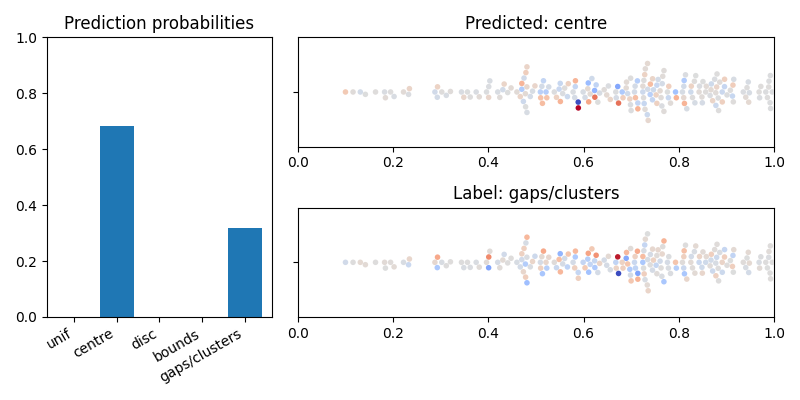 Prediction probabilities
1.0
0.8
0.6
0.4
0.2
0.0
unif
centre
disc
bounds
gaps/clusters
Predicted: centre
0.0 0.2 0.4 0.6 0.8 1.0
Label: gaps/clusters
0.0 0.2 0.4 0.6 0.8 1.0